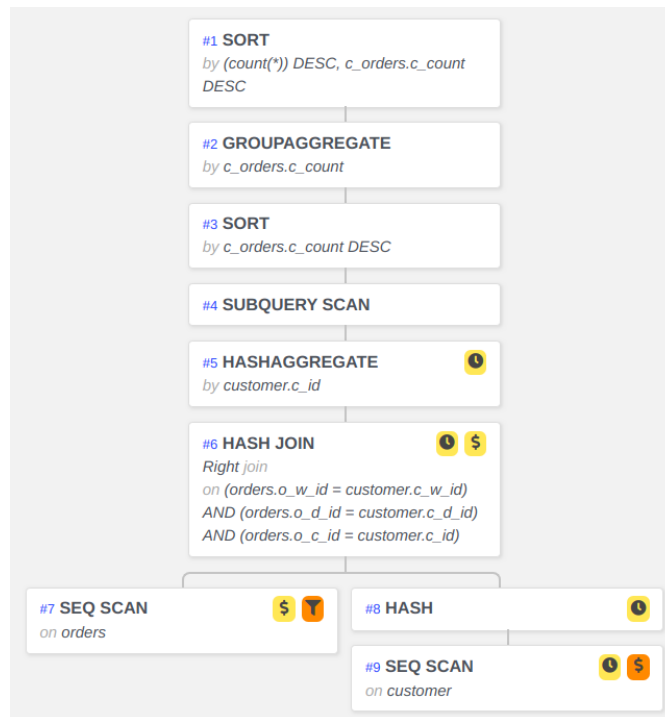 #1 SORT
by (count(*)) DESC, c_orders.c_count
DESC
#2 GROUPAGGREGATE
by c_orders.c_count
#3 SORT
by c_orders.c_count DESC
#4 SUBQUERY SCAN
#5 HASHAGGREGATE
by customer.c_id
#6 HASH JOIN $
Right join
on (orders.o_w_id = customer.c_w_id)
AND (orders.o_d_id = customer.c_d_id)
AND (orders.o_c_id = customer.c_id)
#7 SEQ SCAN $
on orders
#8 HASH
#9 SEQ SCAN $
on customer